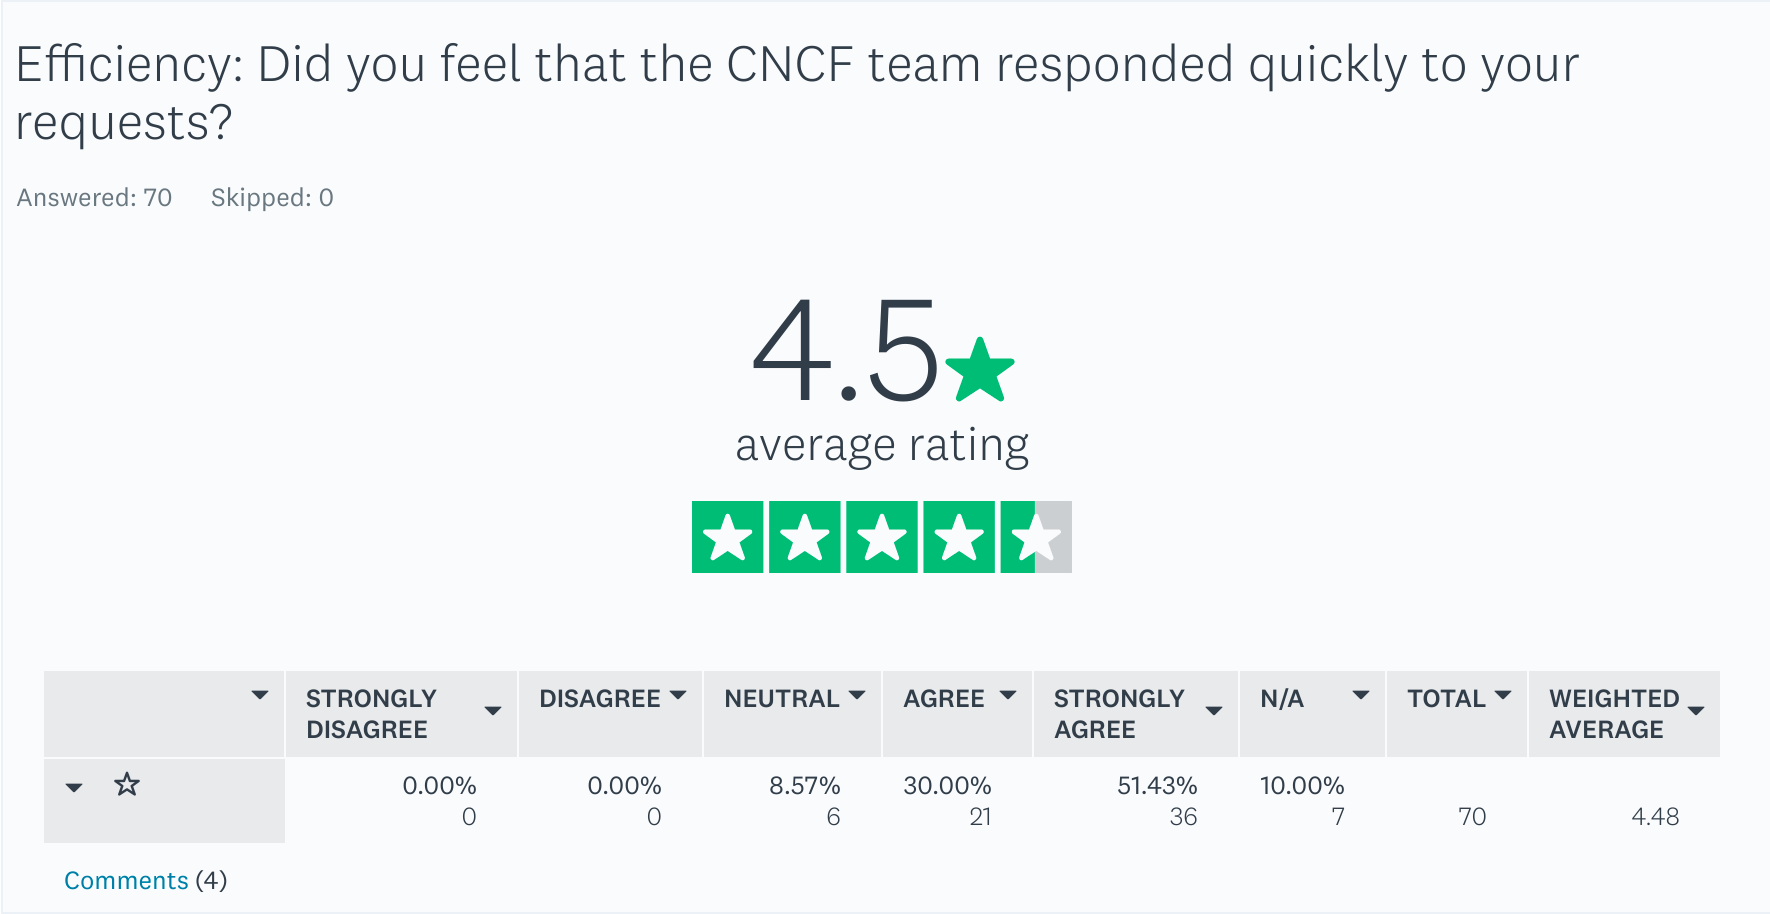 Efficiency: Did you feel that the CNCF team responded quickly to your
requests?
Answered: 70 Skipped: 0
4.5
average rating
STRONGLY DISAGREE DISAGREE NEUTRAL AGREE STRONGLY AGREE N/A TOTAL WEIGHTED AVERAGE
0.00% 0.00% 8.57% 30.00% 51.43% 10.00%
0 0 6 21 36 7 70 4.48
Comments (4)